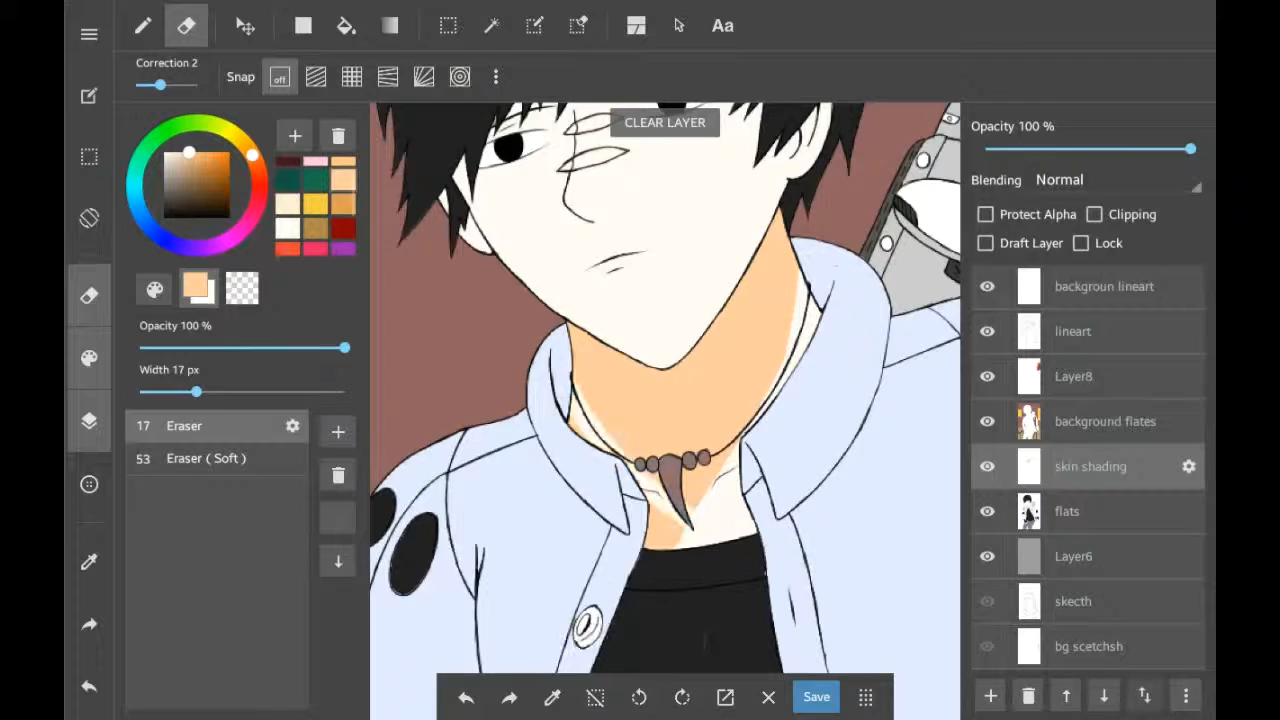 Aa
Correction 2
Snap
off
CLEAR LAYER
Opacity 100 %
Width 17 px
17 Eraser
53 Eraser ( Soft )
Opacity 100 %
Blending Normal
Protect Alpha Clipping
Draft Layer Lock
backgroun lineart
lineart
Layer8
background flates
skin shading
flats
Layer6
skecth
bg scetchsh
Save